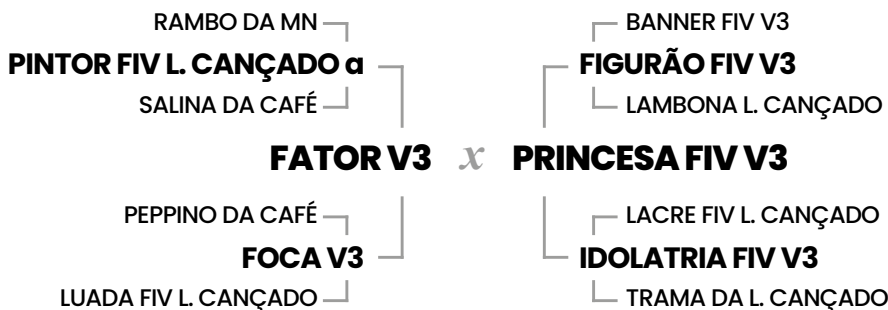 RAMBO DA MN
BANNER FIV V3
PINTOR FIV L. CANÇADO a
FIGURÃO FIV V3
SALINA DA CAFÉ
LAMBONA L. CANÇADO
FATOR V3 x PRINCESA FIV V3
PEPPINO DA CAFÉ
LACRE FIV L. CANÇADO
FOCA V3
IDOLATRIA FIV V3
LUADA FIV L. CANÇADO
TRAMA DA L. CANÇADO